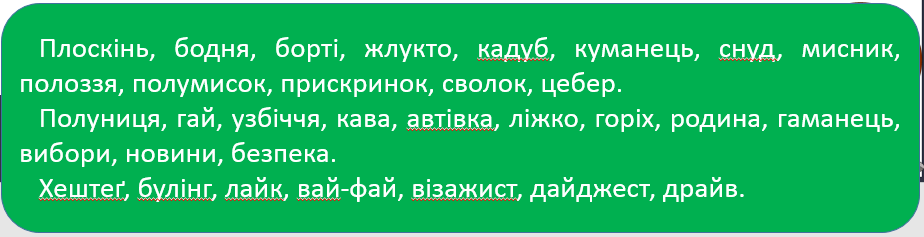 Плоскінь, бодня, борті, жлукто, кадуб, куманець, снуд, мисник,
полоззя, полумисок, прискринок, сволок, цебер.
Полуниця, гай, узбіччя, кава, автівка, ліжко, горіх, родина, гаманець,
вибори, новини, безпека.
Хештеґ, булінг, лайк, вай-фай, візажист, дайджест, драйв.